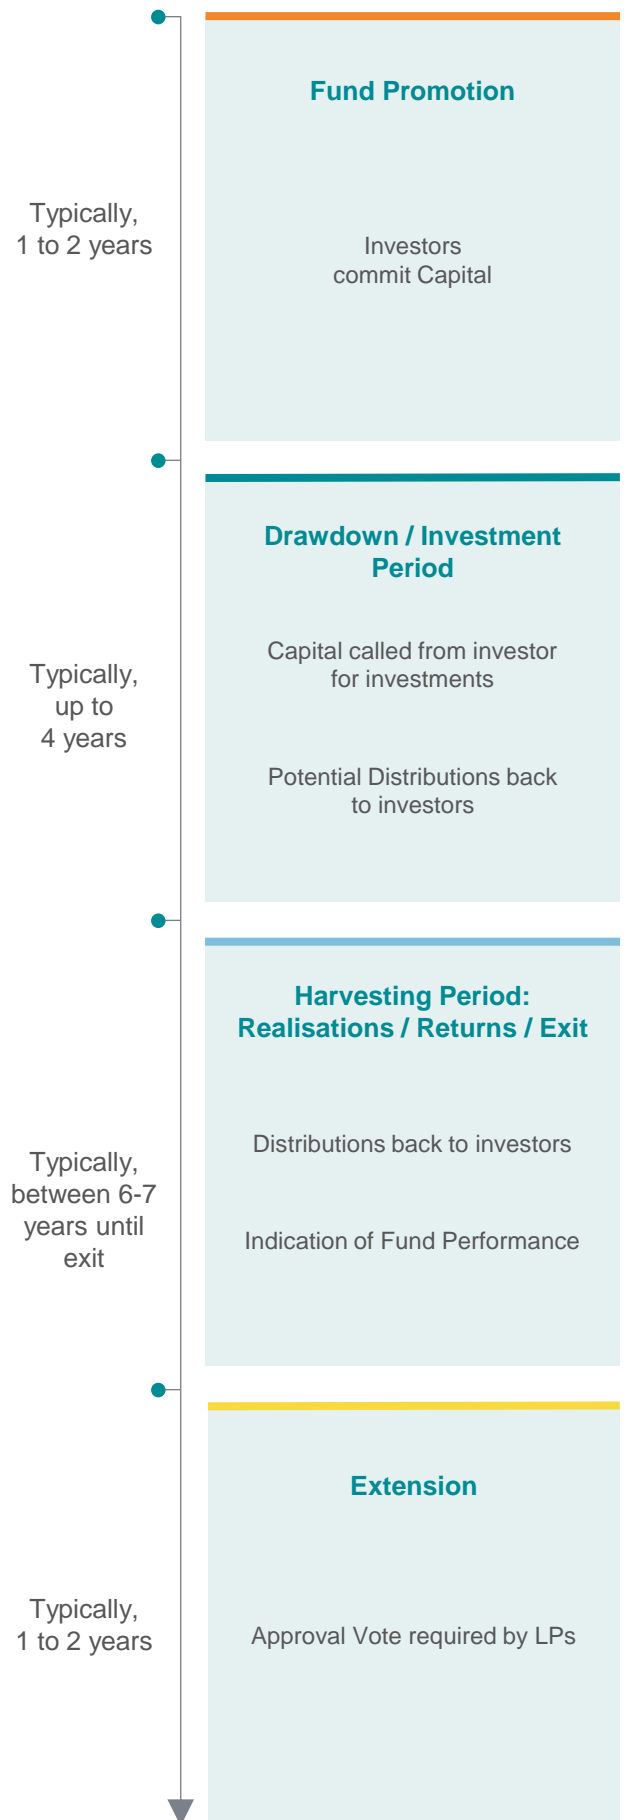 Fund Promotion
Typically,
1 to 2 years
Investors
commit Capital
Drawdown / Investment
Period
Capital called from investor
for investments
Typically,
up to
4 years
Potential Distributions back
to investors
Harvesting Period:
Realisations / Returns / Exit
Distributions back to investors
Typically,
between 6-7
years until
exit
Indication of Fund Performance
Extension
Typically,
1 to 2 years
Approval Vote required by LPs